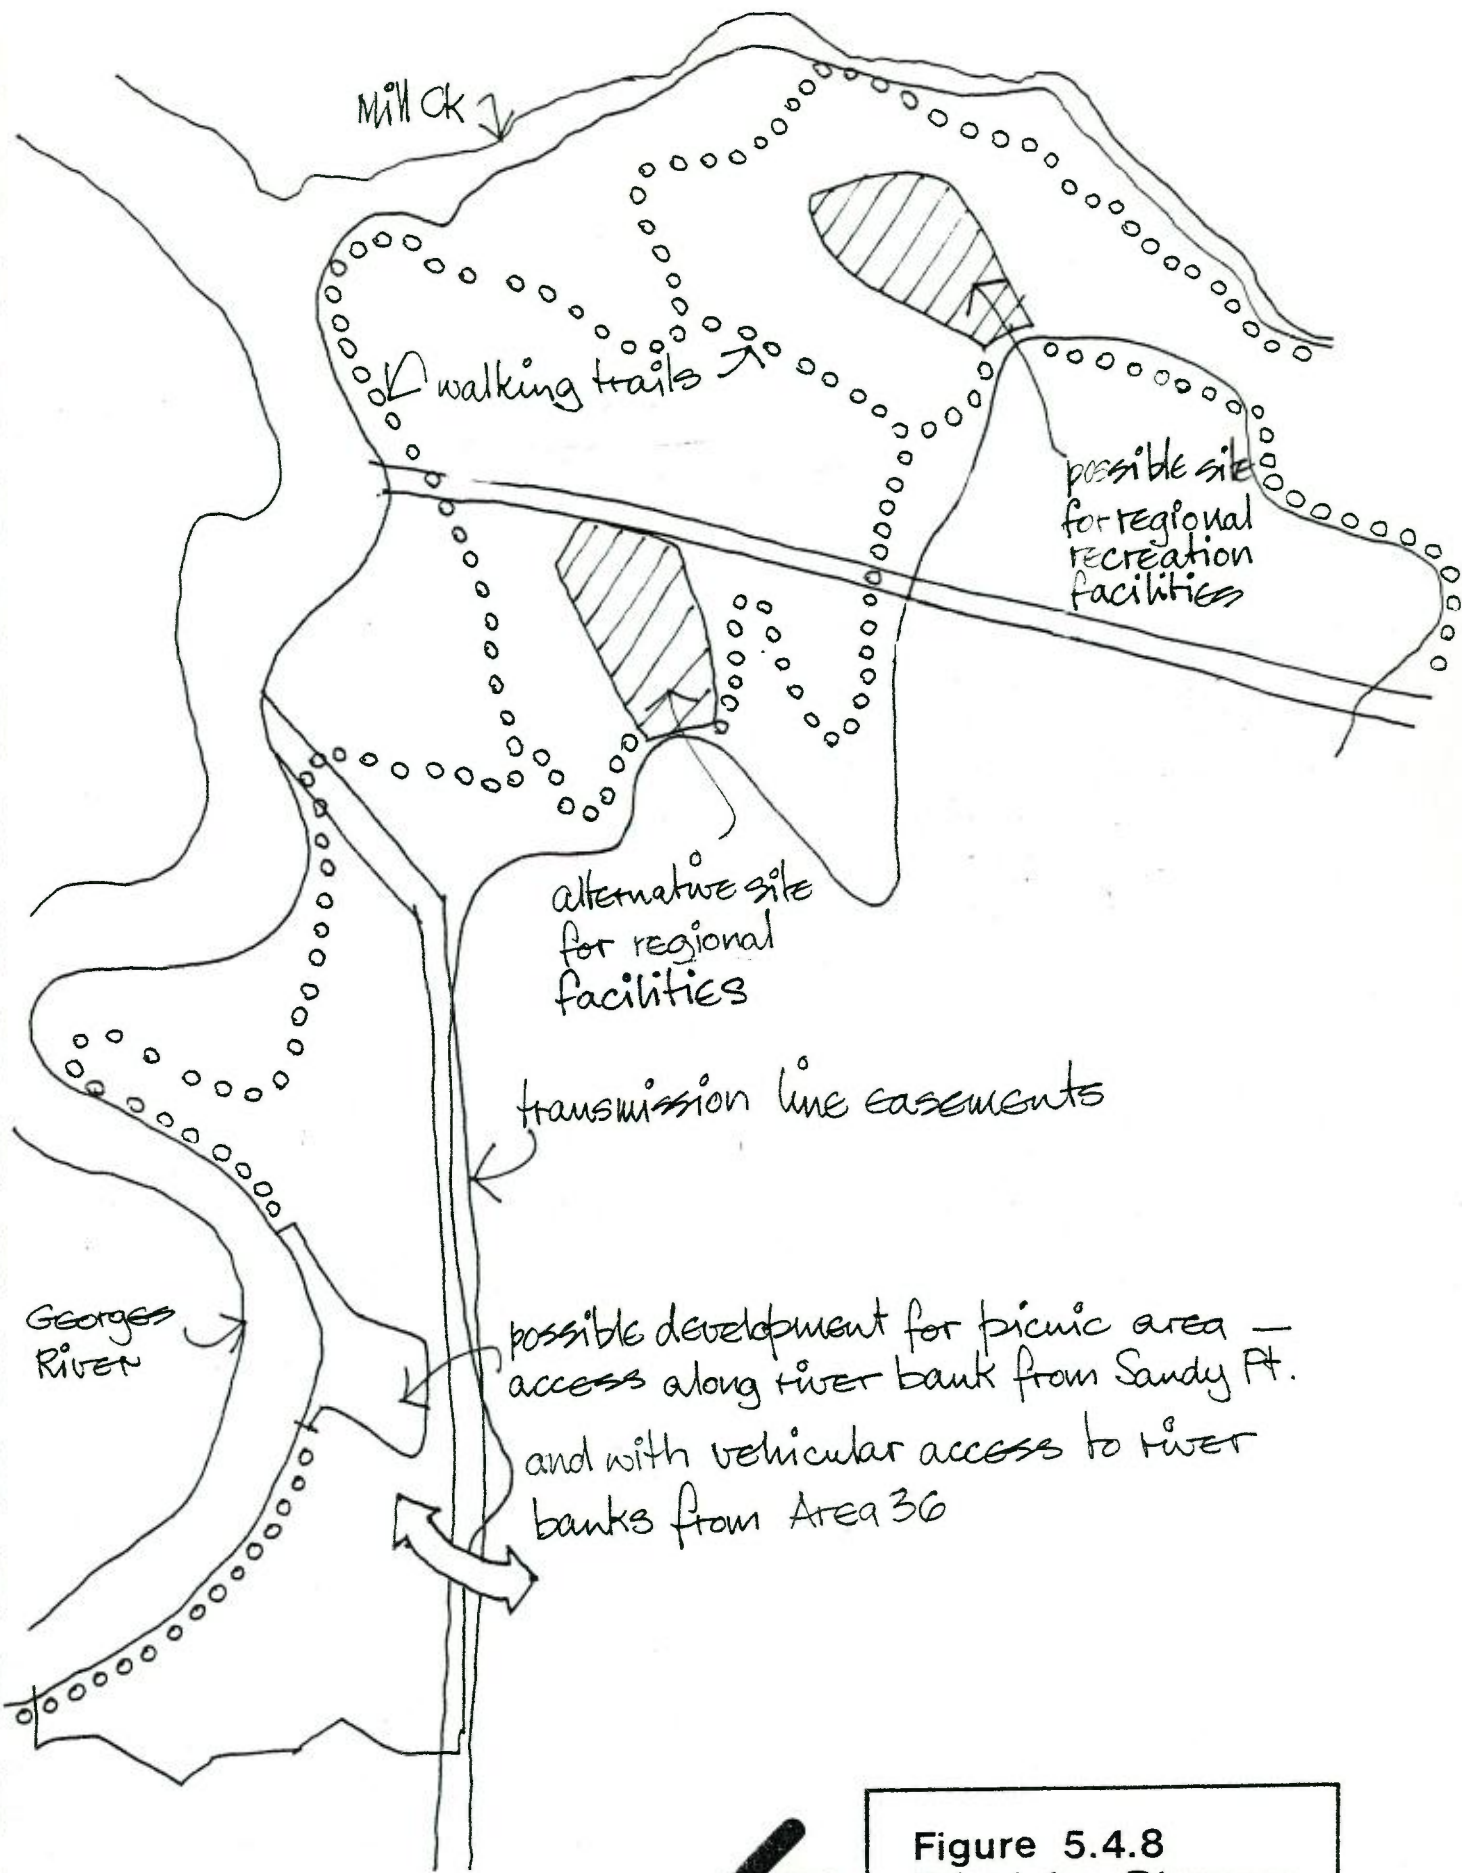 Mill Ck
walking trails
possible site
for regional
recreation
facilities
alternative site
for regional
facilities
transmission line easements
Georges
River
possible development for picnic area —
access along river bank from Sandy Pt.
and with vehicular access to river
banks from Area 36
Figure 5.4.8